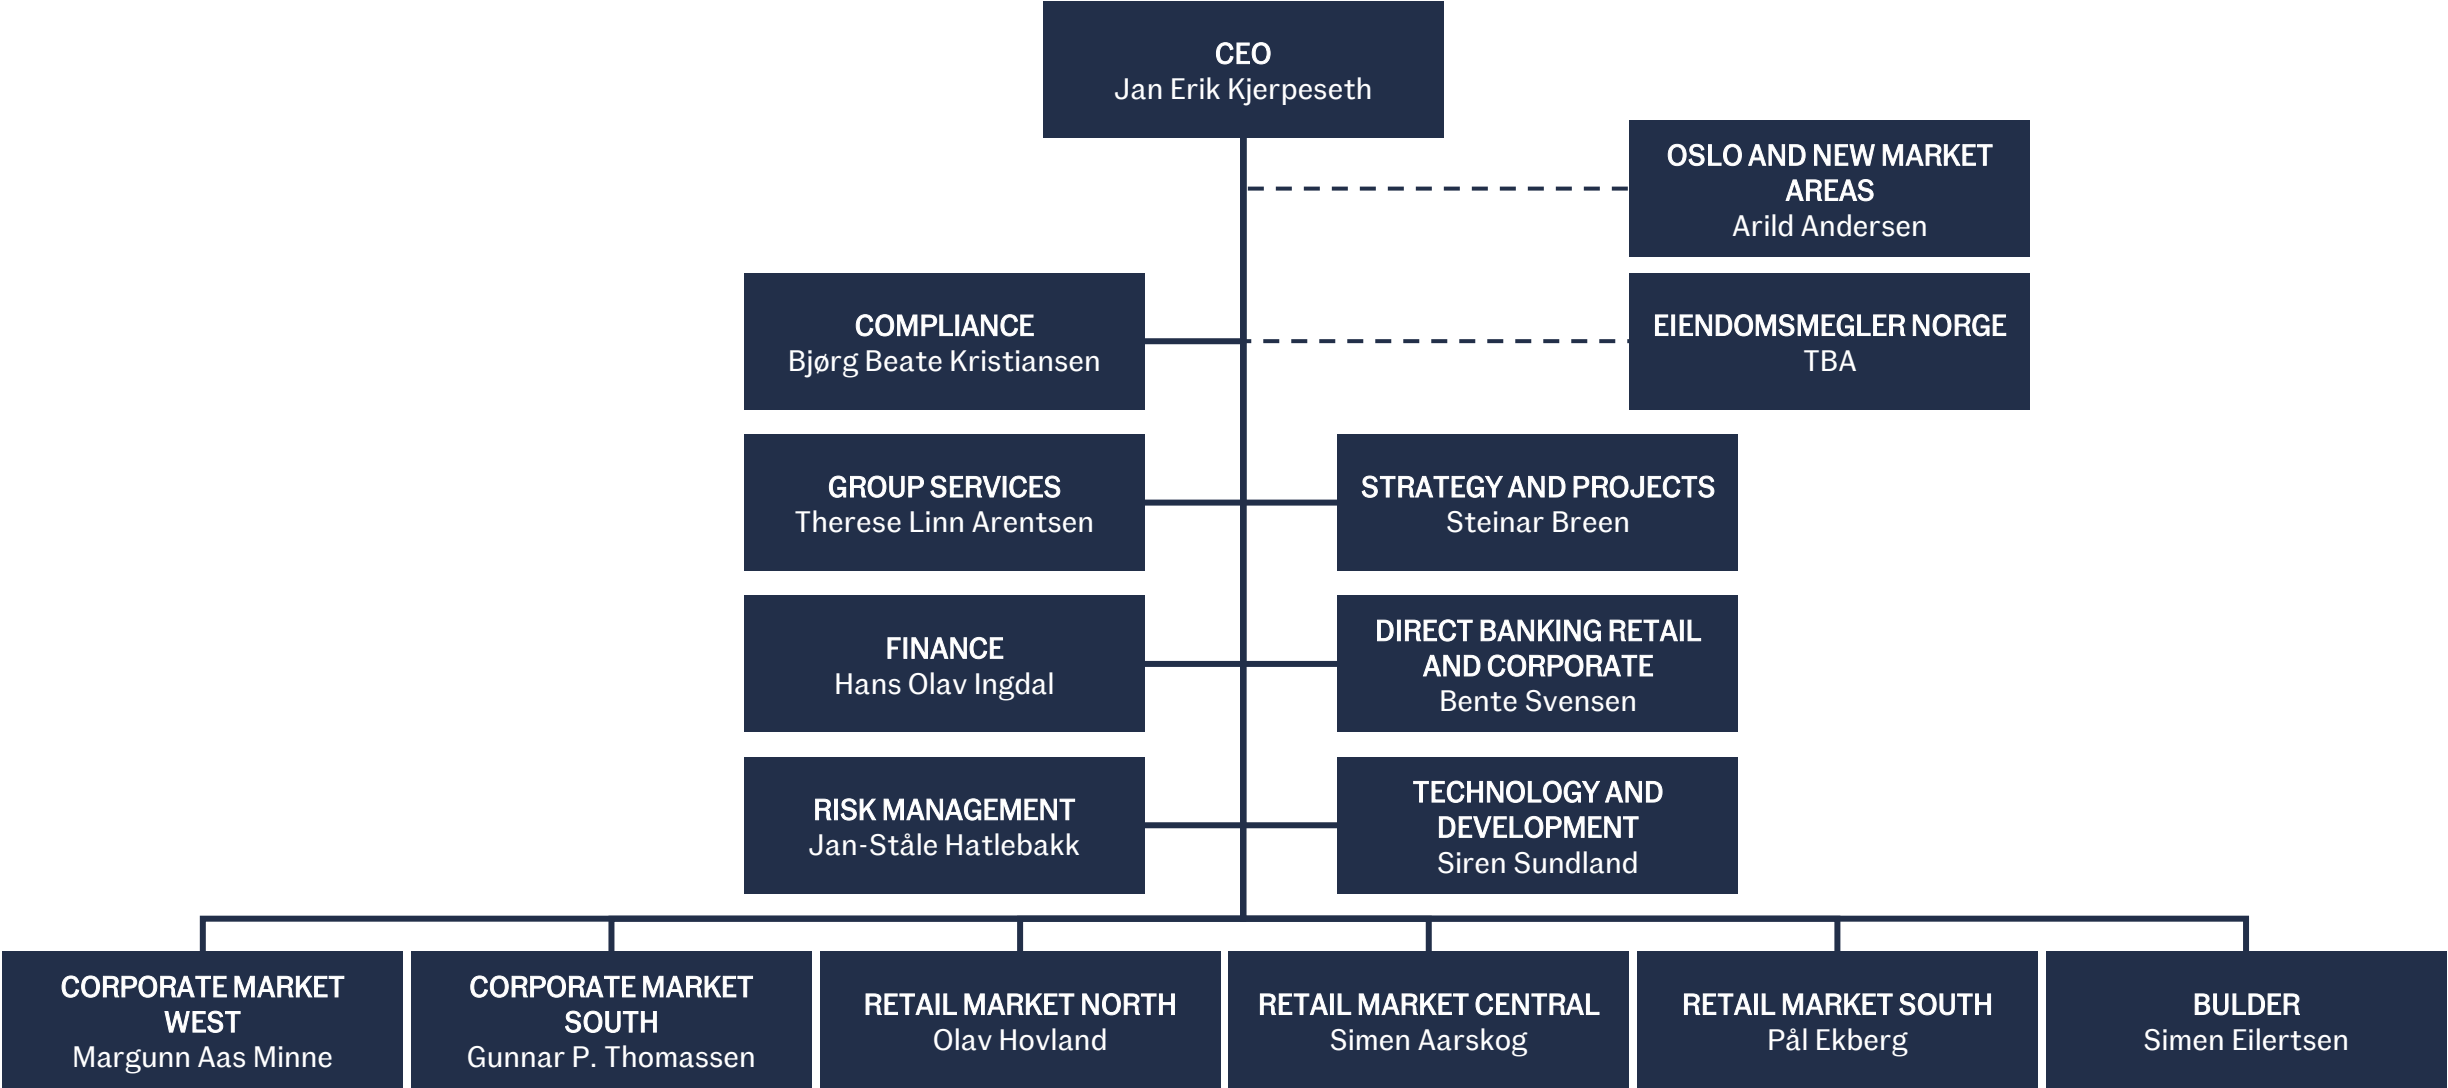 CEO
Jan Erik Kjerpeseth
OSLO AND NEW MARKET
AREAS
Arild Andersen
COMPLIANCE
Bjørg Beate Kristiansen
EIENDOMSMEGLER NORGE
TBA
GROUP SERVICES
Therese Linn Arentsen
STRATEGY AND PROJECTS
Steinar Breen
FINANCE
Hans Olav Ingdal
DIRECT BANKING RETAIL
AND CORPORATE
Bente Svensen
RISK MANAGEMENT
Jan-Ståle Hatlebakk
TECHNOLOGY AND
DEVELOPMENT
Siren Sundland
CORPORATE MARKET
WEST
Margunn Aas Minne
CORPORATE MARKET
SOUTH
Gunnar P. Thomassen
RETAIL MARKET NORTH
Olav Hovland
RETAIL MARKET CENTRAL
Simen Aarskog
RETAIL MARKET SOUTH
Pål Ekberg
BULDER
Simen Eilertsen